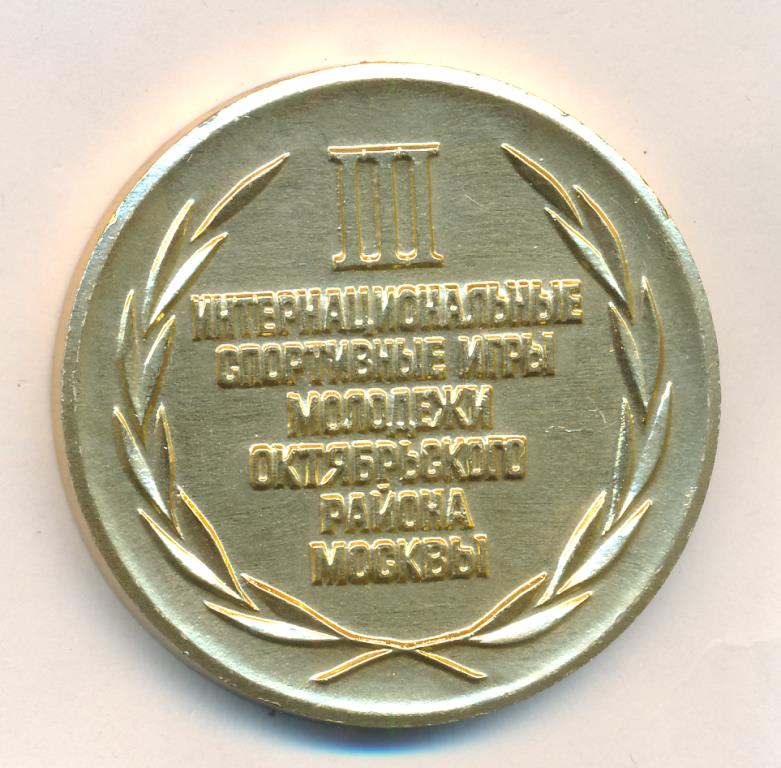 III
ИНТЕРНАЦИОНАЛЬНЫЕ
СПОРТИВНЫЕ ИГРЫ
МОЛОДЕЖИ
ОКТЯБРЬСКОГО
РАЙОНА
МОСКВЫ